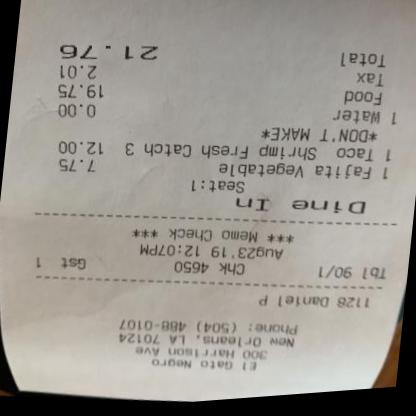 El Gato Negro
300 Harrison Ave
New Orleans, LA 70124
Phone: (504) 488-0107
1128 Daniel P
Tbl 90/1 Chk 4650 Gst 1
Aug23'19 12:07PM
*** Memo Check ***
Dine In
Seat:1
1 Fajita Vegetable 7.75
1 Taco Shrimp Fresh Catch 3 12.00
*DON'T MAKE*
1 Water 0.00
Food 19.75
Tax 2.01
Total 21.76